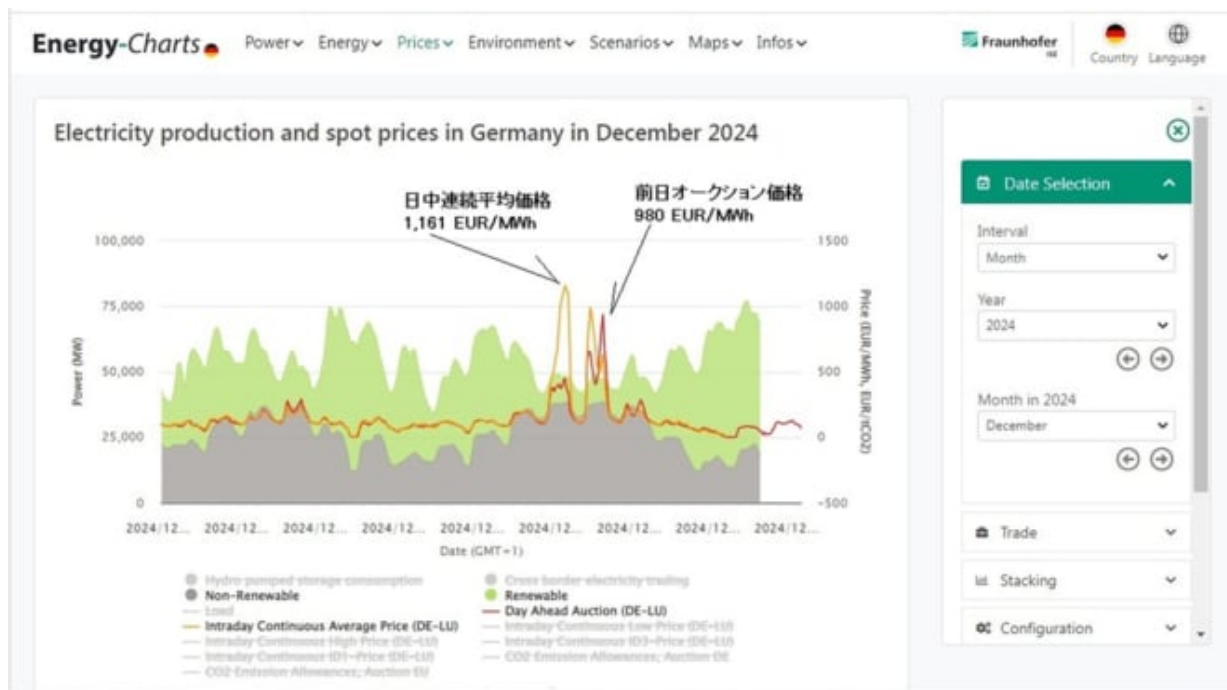 Energy-Charts Power Energy Prices Environment Scenarios Maps Infos Fraunhofer ISE Country Language
Electricity production and spot prices in Germany in December 2024
日中連続平均価格
1,161 EUR/MWh
前日オークション価格
980 EUR/MWh
100,000
75,000
50,000
25,000
0
Power (MW)
1500
1000
500
0
-500
Price (EUR/MWh, EUR/tCO2)
2024/12... 2024/12... 2024/12... 2024/12... 2024/12... 2024/12... 2024/12... 2024/12... 2024/12...
Date (GMT+1)
Hydro pumped storage consumption Cross border electricity trading
Non-Renewable Renewable
Load Day Ahead Auction (DE-LU)
Intraday Continuous Average Price (DE-LU) Intraday Continuous Low Price (DE-LU)
Intraday Continuous High Price (DE-LU) Intraday Continuous ID3-Price (DE-LU)
Intraday Continuous ID1-Price (DE-LU) CO2 Emission Allowances, Auction DE
CO2 Emission Allowances, Auction EU
Date Selection
Interval
Month
Year
2024
Month in 2024
December
Trade
Stacking
Configuration